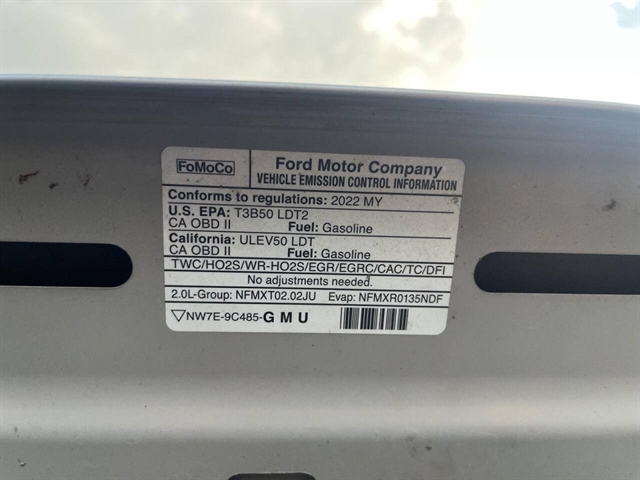 FoMoCo
Ford Motor Company
VEHICLE EMISSION CONTROL INFORMATION
Conforms to regulations: 2022 MY
U.S. EPA: T3B50 LDT2
CA OBD II Fuel: Gasoline
California: ULEV50 LDT
CA OBD II Fuel: Gasoline
TWC/HO2S/WR-HO2S/EGR/EGRC/CAC/TC/DFI
No adjustments needed.
2.0L-Group: NFMXT02.02JU Evap: NFMXR0135NDF
▽NW7E-9C485-G M U